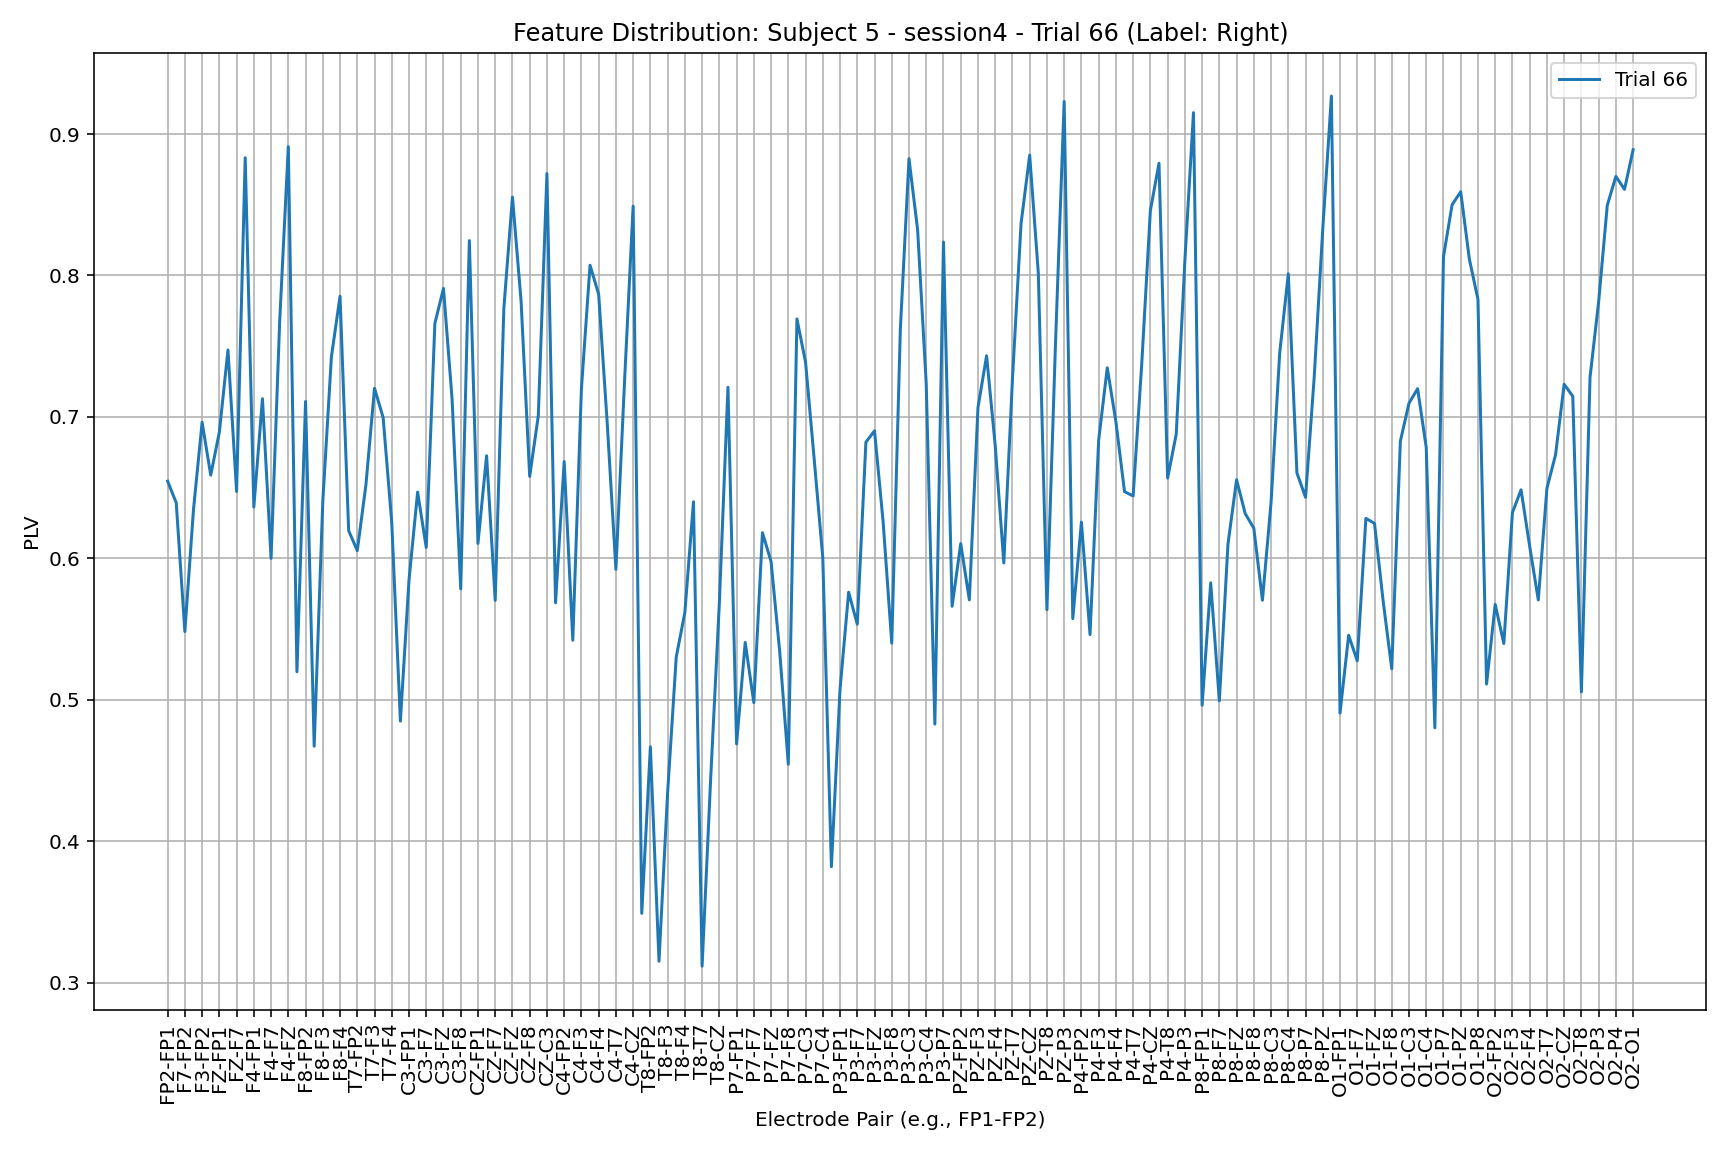 Feature Distribution: Subject 5 - session4 - Trial 66 (Label: Right)
Trial 66
PLV
0.9
0.8
0.7
0.6
0.5
0.4
0.3
FP2-FP1
F7-FP2
F3-FP2
FZ-FP1
FZ-F7
F4-FP1
F4-F7
F4-FZ
F8-FP2
F8-F3
F8-F4
T7-FP2
T7-F3
T7-F4
C3-FP1
C3-F7
C3-FZ
C3-F8
CZ-FP1
CZ-F7
CZ-FZ
CZ-F8
CZ-C3
C4-FP2
C4-F3
C4-F4
C4-T7
C4-CZ
T8-FP2
T8-F3
T8-F4
T8-T7
T8-CZ
P7-FP1
P7-F7
P7-FZ
P7-F8
P7-C3
P7-C4
P3-FP1
P3-F7
P3-FZ
P3-F8
P3-C3
P3-C4
P3-P7
PZ-FP2
PZ-F3
PZ-F4
PZ-T7
PZ-CZ
PZ-T8
PZ-P3
P4-FP2
P4-F3
P4-F4
P4-T7
P4-CZ
P4-T8
P4-P3
P8-FP1
P8-F7
P8-FZ
P8-F8
P8-C3
P8-C4
P8-P7
P8-PZ
O1-FP1
O1-F7
O1-FZ
O1-F8
O1-C3
O1-C4
O1-P7
O1-PZ
O1-P8
O2-FP2
O2-F3
O2-F4
O2-T7
O2-CZ
O2-T8
O2-P3
O2-P4
O2-O1
Electrode Pair (e.g., FP1-FP2)